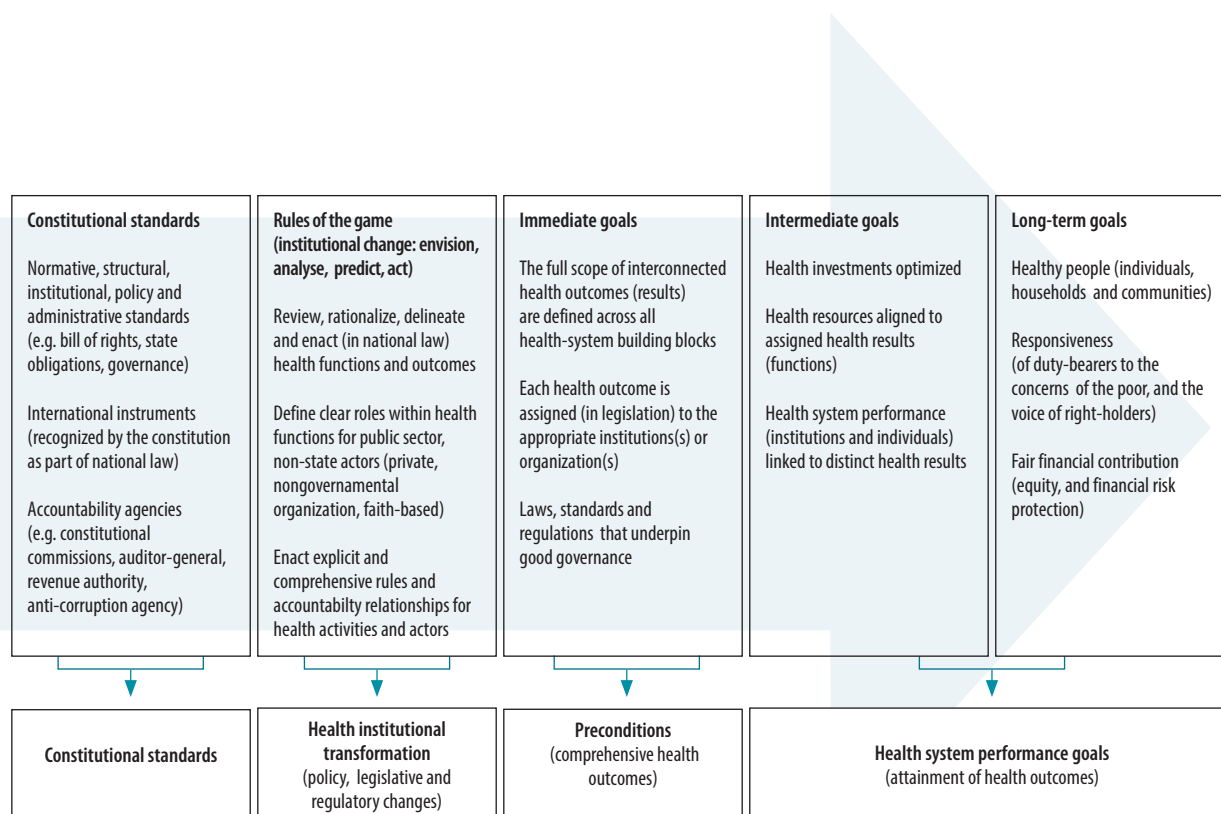 Constitutional standards
Normative, structural,
institutional, policy and
administrative standards
(e.g. bill of rights, state
obligations, governance)
International instruments
(recognized by the constitution
as part of national law)
Accountability agencies
(e.g. constitutional
commissions, auditor-general,
revenue authority,
anti-corruption agency)
Rules of the game
(institutional change: envision,
analyse, predict, act)
Review, rationalize, delineate
and enact (in national law)
health functions and outcomes
Define clear roles within health
functions for public sector,
non-state actors (private,
nongovernamental
organization, faith-based)
Enact explicit and
comprehensive rules and
accountabilty relationships for
health activities and actors
Immediate goals
The full scope of interconnected
health outcomes (results)
are defined across all
health-system building blocks
Each health outcome is
assigned (in legislation) to the
appropriate institutions(s) or
organization(s)
Laws, standards and
regulations that underpin
good governance
Intermediate goals
Health investments optimized
Health resources aligned to
assigned health results
(functions)
Health system performance
(institutions and individuals)
linked to distinct health results
Long-term goals
Healthy people (individuals,
households and communities)
Responsiveness
(of duty-bearers to the
concerns of the poor, and the
voice of right-holders)
Fair financial contribution
(equity, and financial risk
protection)
Constitutional standards
Health institutional
transformation
(policy, legislative and
regulatory changes)
Preconditions
(comprehensive health
outcomes)
Health system performance goals
(attainment of health outcomes)